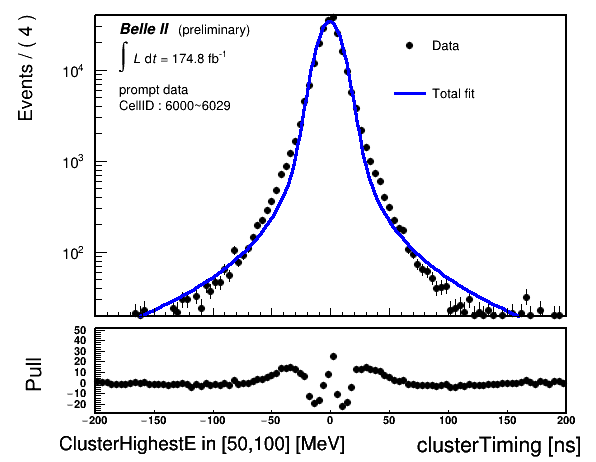 Events / ( 4 )
Belle II (preliminary)
∫ L dt = 174.8 fb⁻¹
prompt data
CellID : 6000~6029
Data
Total fit
10⁴
10³
10²
Pull
50
40
30
20
10
0
−10
−20
−200 −150 −100 −50 0 50 100 150 200
ClusterHighestE in [50,100] [MeV] clusterTiming [ns]